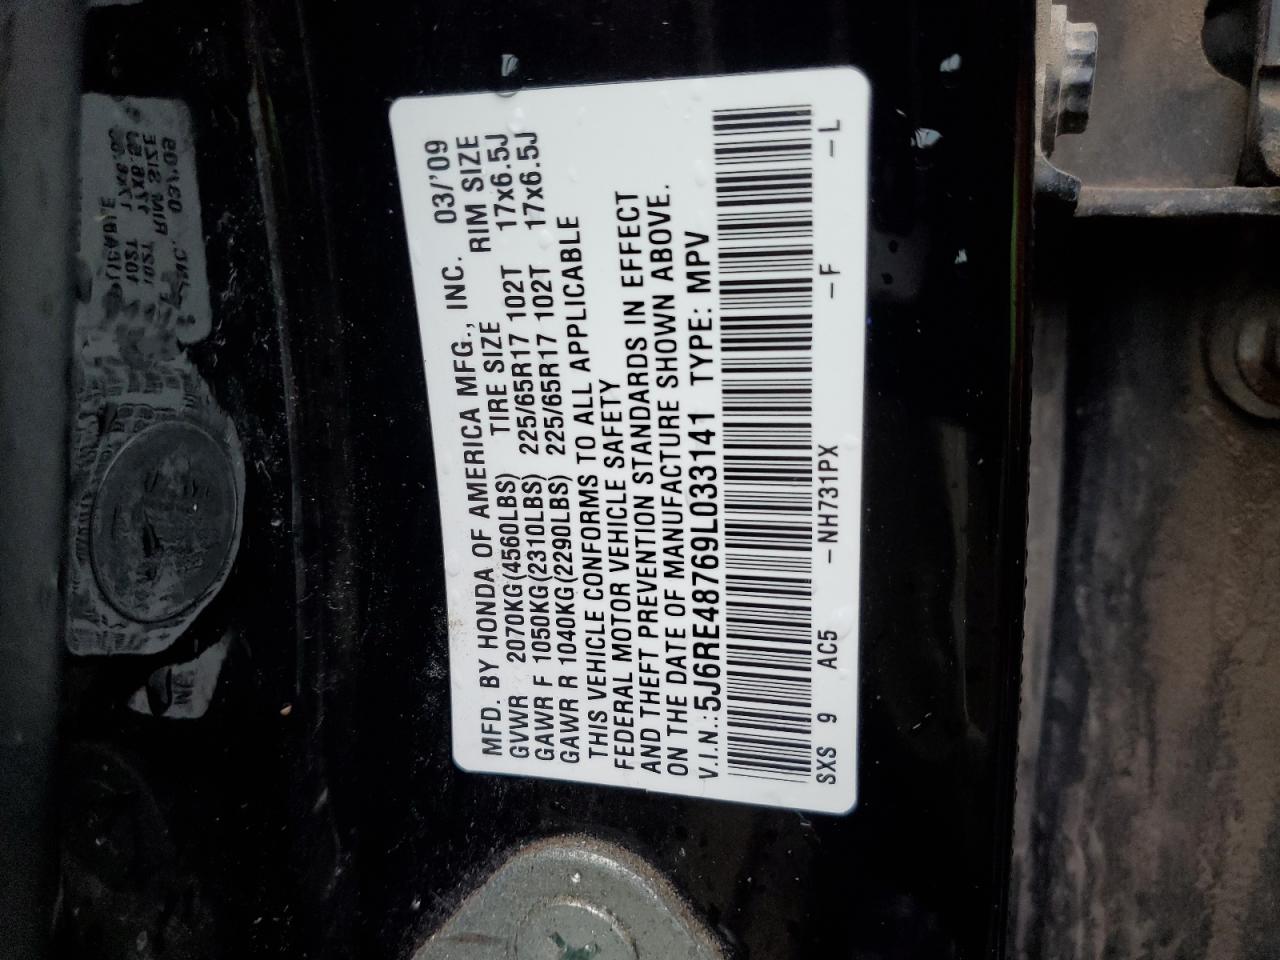 MFD. BY HONDA OF AMERICA MFG., INC. 03/'09
GVWR 2070KG(4560LBS) TIRE SIZE RIM SIZE
GAWR F 1050KG(2310LBS) 225/65R17 102T 17x6.5J
GAWR R 1040KG(2290LBS) 225/65R17 102T 17x6.5J
THIS VEHICLE CONFORMS TO ALL APPLICABLE
FEDERAL MOTOR VEHICLE SAFETY
AND THEFT PREVENTION STANDARDS IN EFFECT
ON THE DATE OF MANUFACTURE SHOWN ABOVE.
V.I.N.: 5J6RE48769L033141 TYPE: MPV
SXS 9 AC5 -NH731PX -F -L